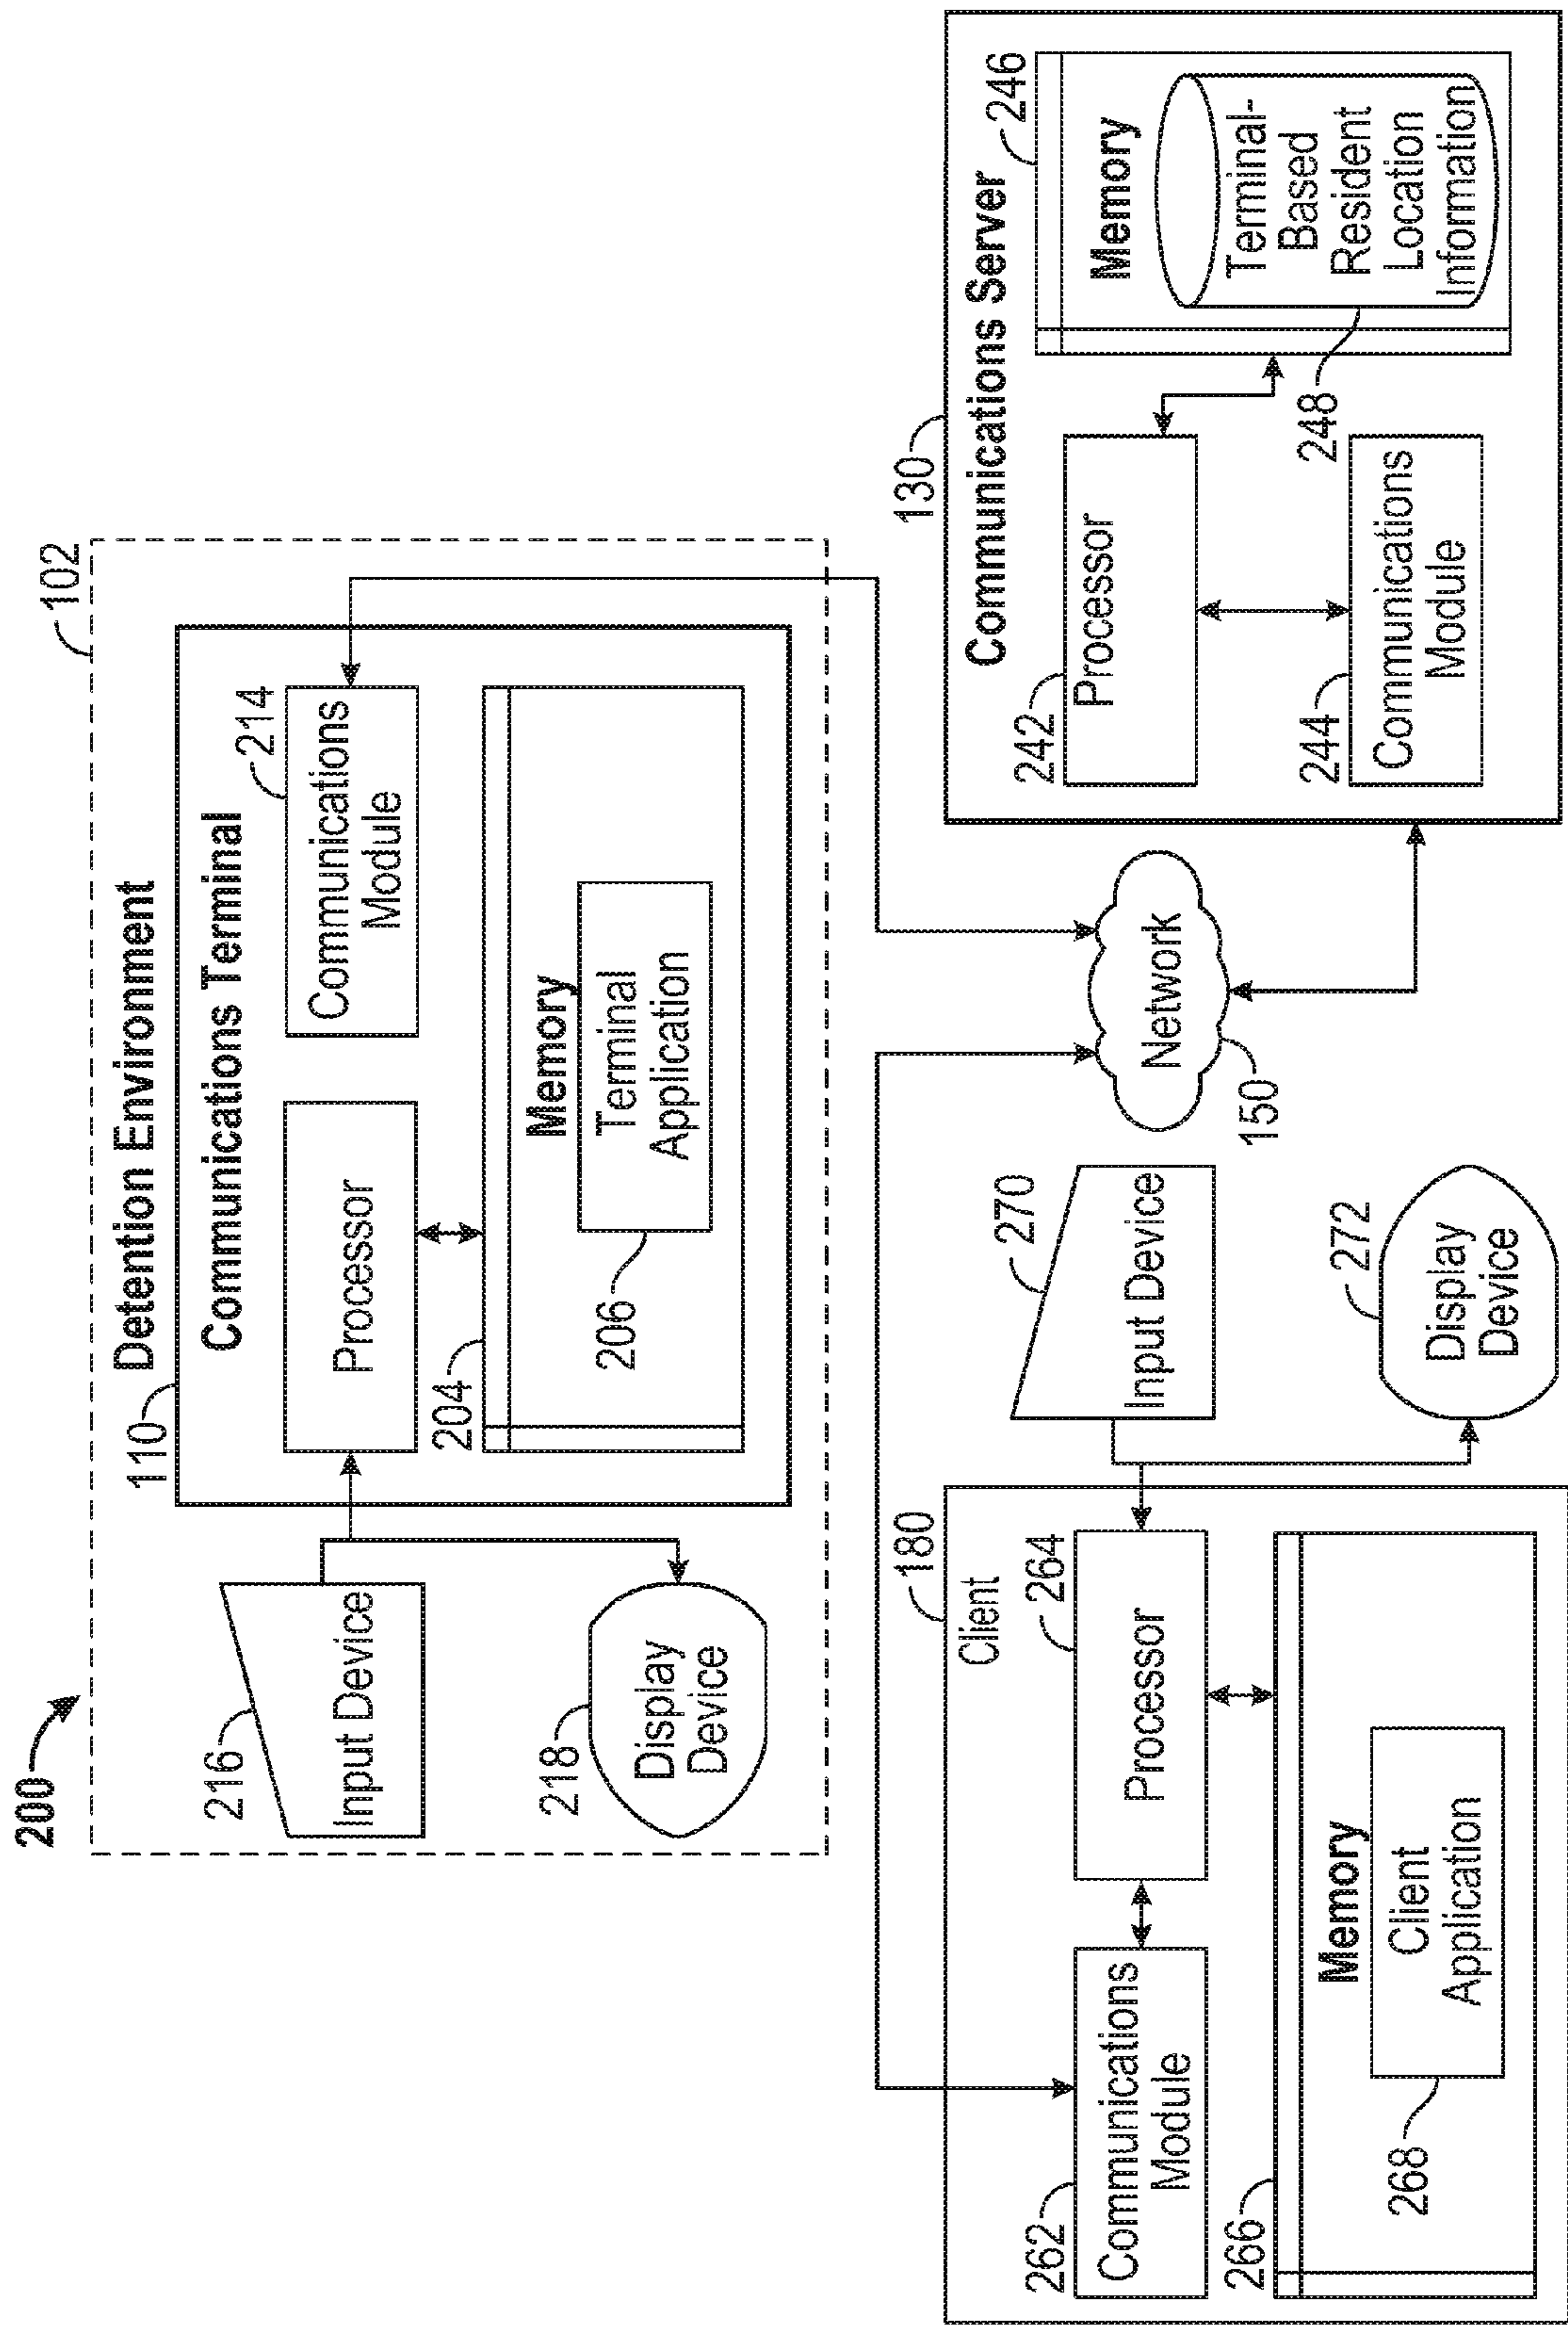 200
102
Detention Environment
110
Communications Terminal
216
Input Device
218
Display
Device
Processor
214
Communications
Module
204
Memory
Terminal
Application
206
180
Client
262
Communications
Module
264
Processor
266
Memory
Client
Application
268
270
Input Device
272
Display
Device
Network
150
130
Communications Server
242
Processor
244
Communications
Module
246
Memory
Terminal-
Based
Resident
Location
Information
248